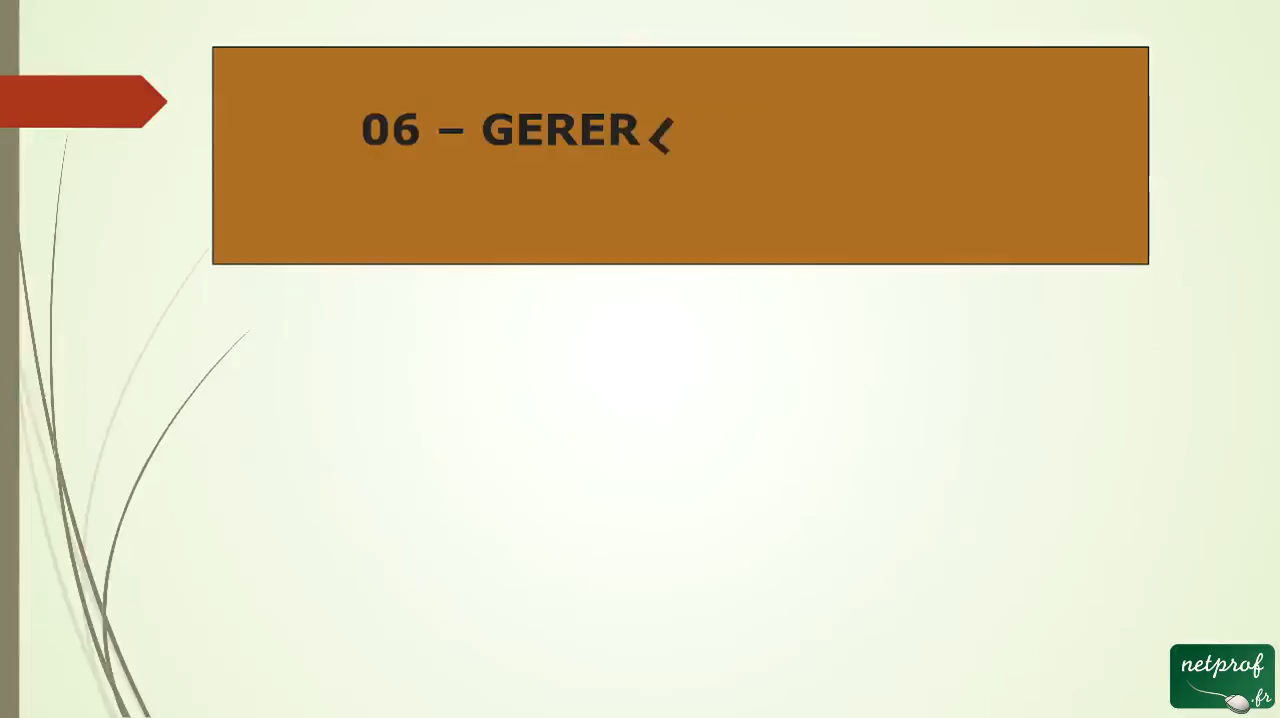 06 – GERER
netprof
.fr